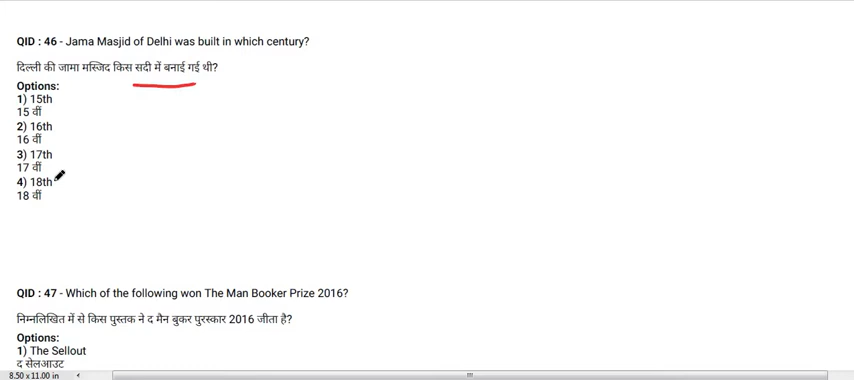 QID : 46 - Jama Masjid of Delhi was built in which century?
दिल्ली की जामा मस्जिद किस सदी में बनाई गई थी?
Options:
1) 15th
15 वीं
2) 16th
16 वीं
3) 17th
17 वीं
4) 18th
18 वीं
QID : 47 - Which of the following won The Man Booker Prize 2016?
निम्नलिखित में से किस पुस्तक ने द मैन बुकर पुरस्कार 2016 जीता है?
Options:
1) The Sellout
द सेलआउट
8.50 x 11.00 in